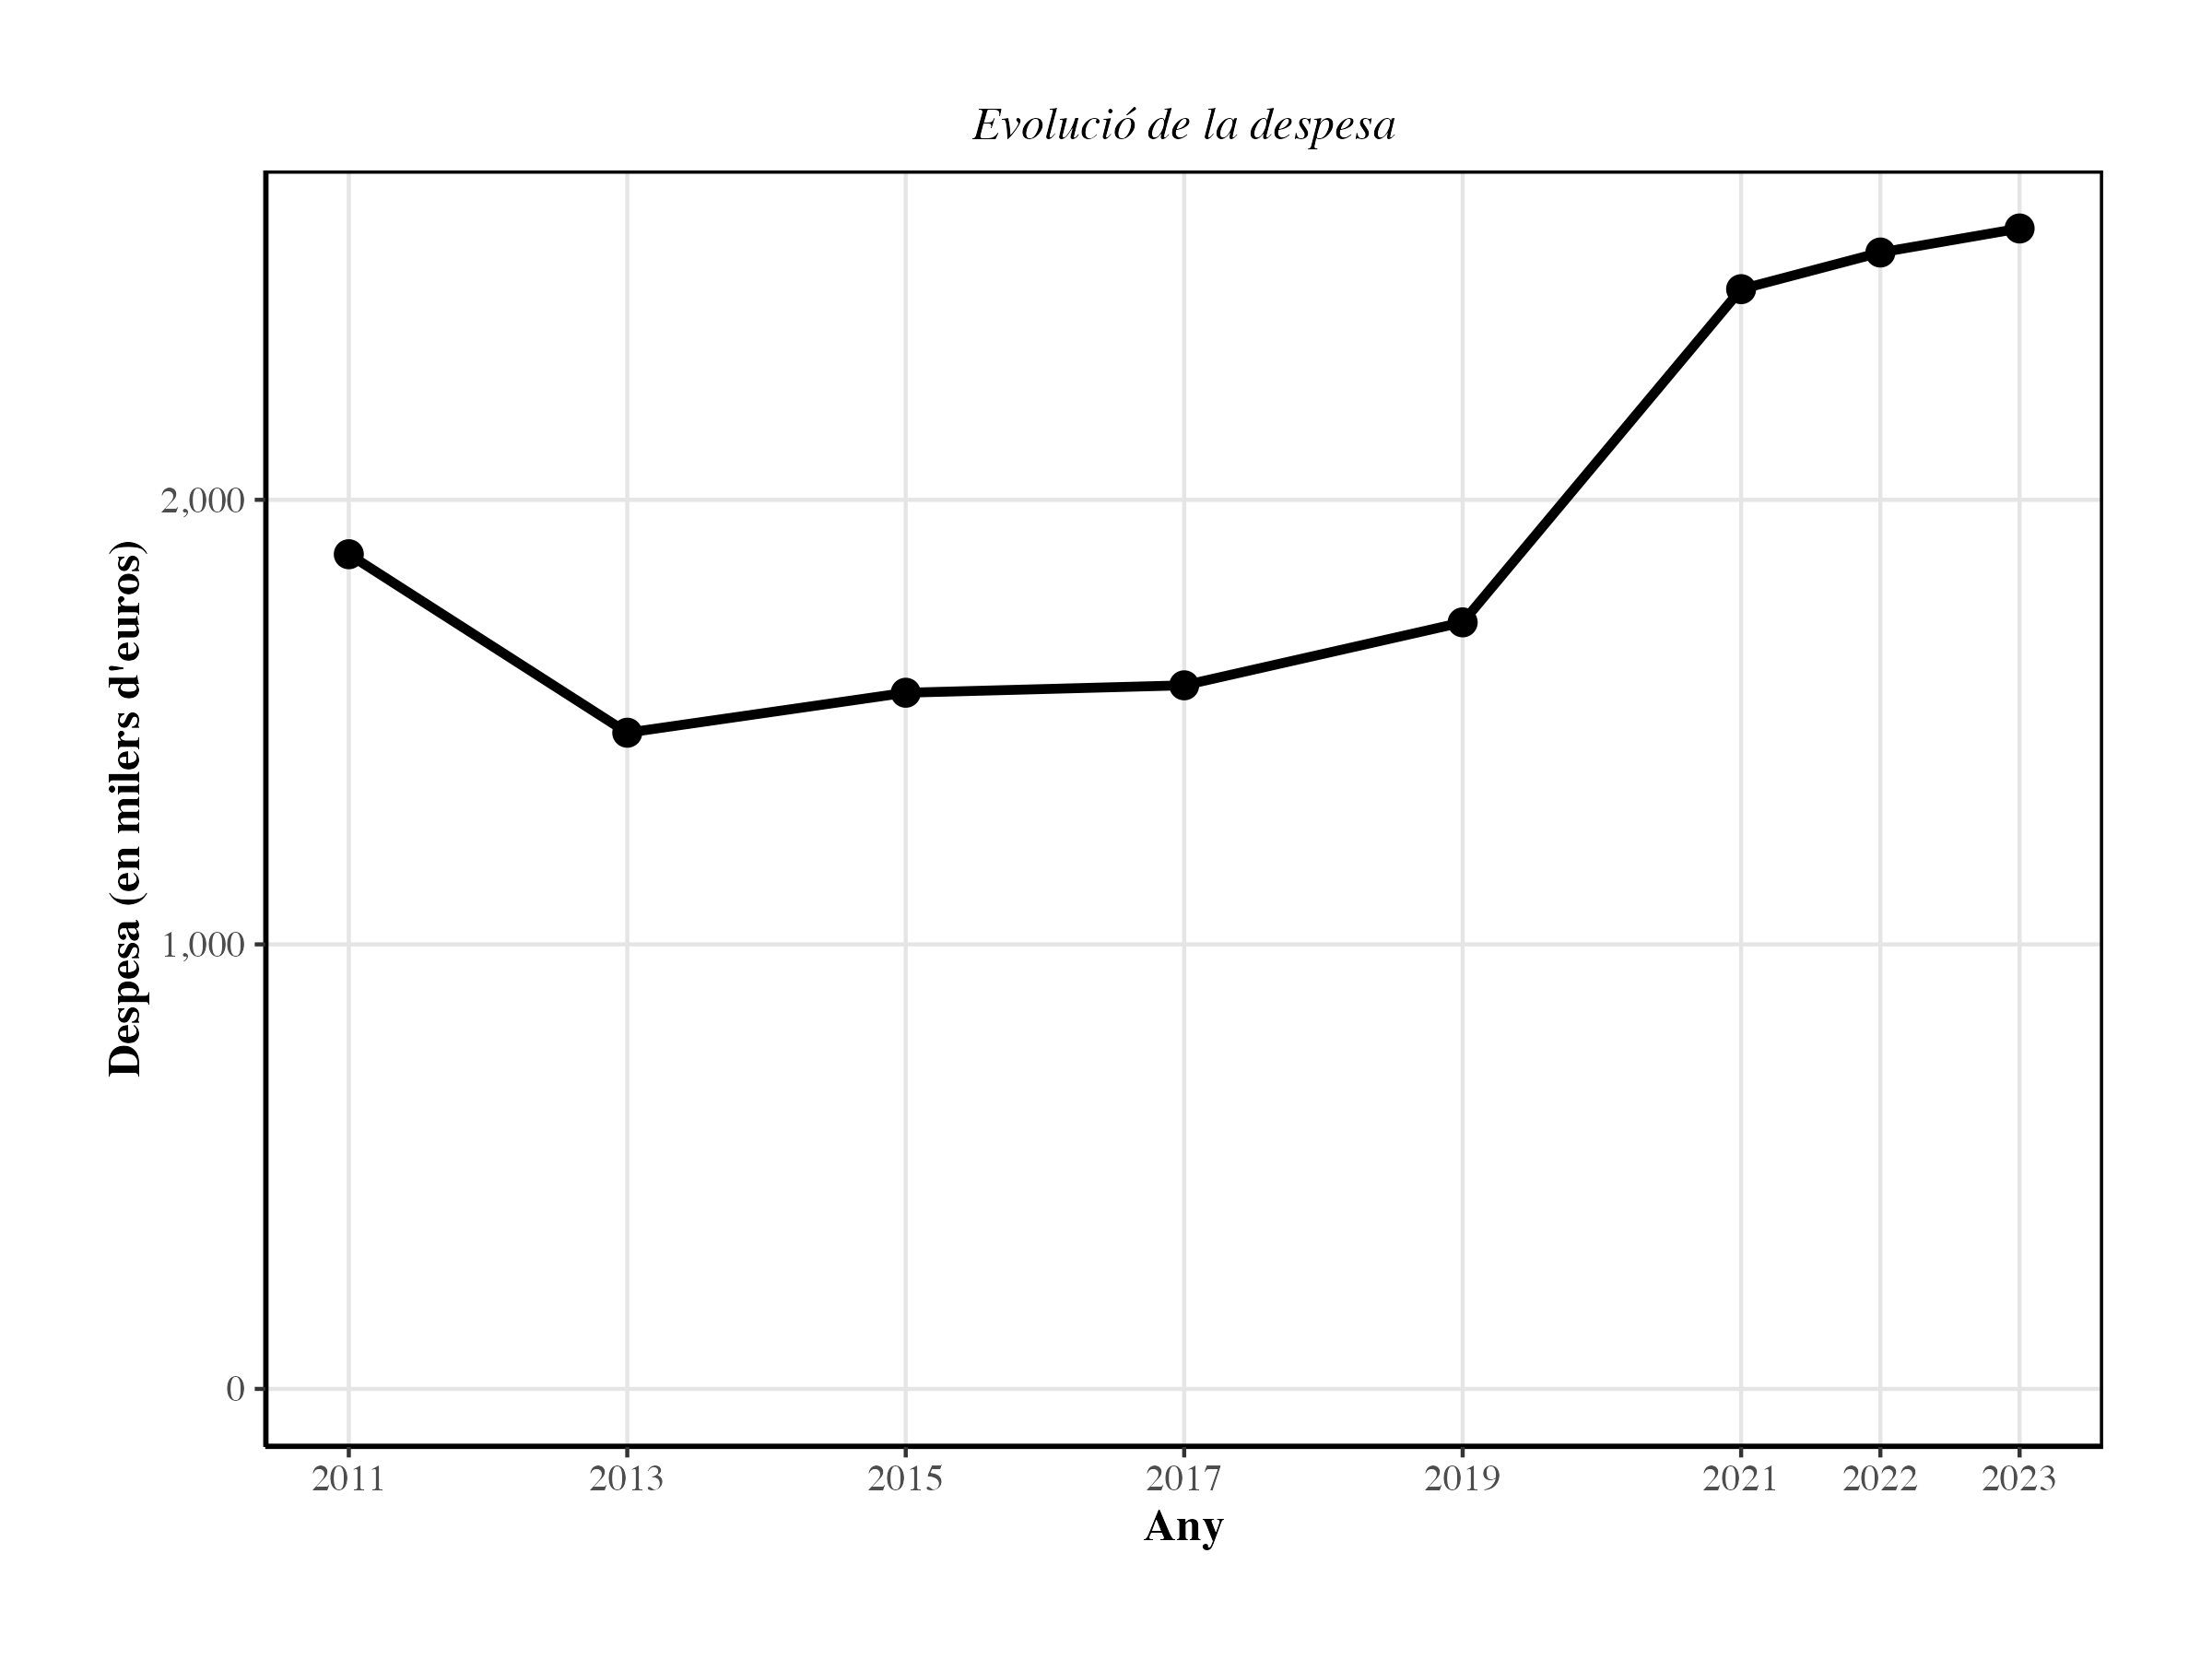 Evolució de la despesa
Despesa (en milers d'euros)
2,000
1,000
0
2011 2013 2015 2017 2019 2021 2022 2023
Any